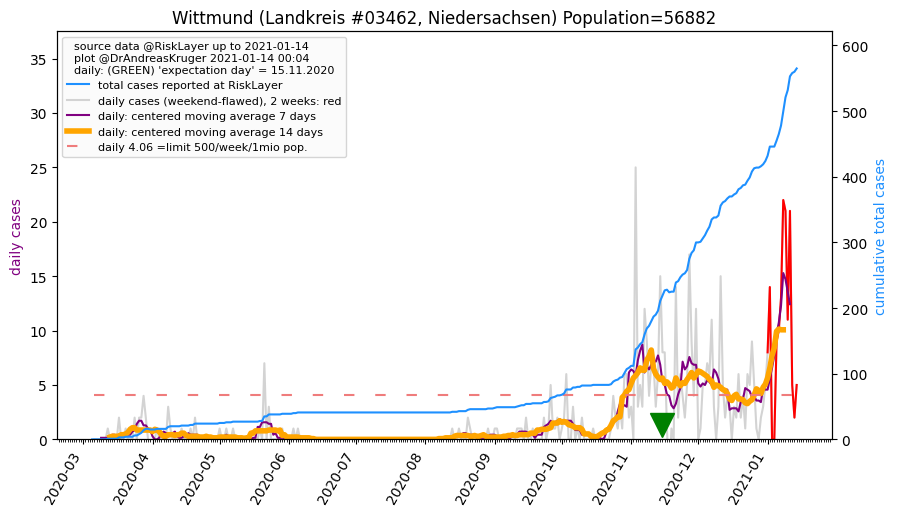 Wittmund (Landkreis #03462, Niedersachsen) Population=56882
source data @RiskLayer up to 2021-01-14
plot @DrAndreasKruger 2021-01-14 00:04
daily: (GREEN) 'expectation day' = 15.11.2020
total cases reported at RiskLayer
daily cases (weekend-flawed), 2 weeks: red
daily: centered moving average 7 days
daily: centered moving average 14 days
daily 4.06 =limit 500/week/1mio pop.
daily cases
35
30
25
20
15
10
5
0
cumulative total cases
600
500
400
300
200
100
0
2020-03
2020-04
2020-05
2020-06
2020-07
2020-08
2020-09
2020-10
2020-11
2020-12
2021-01